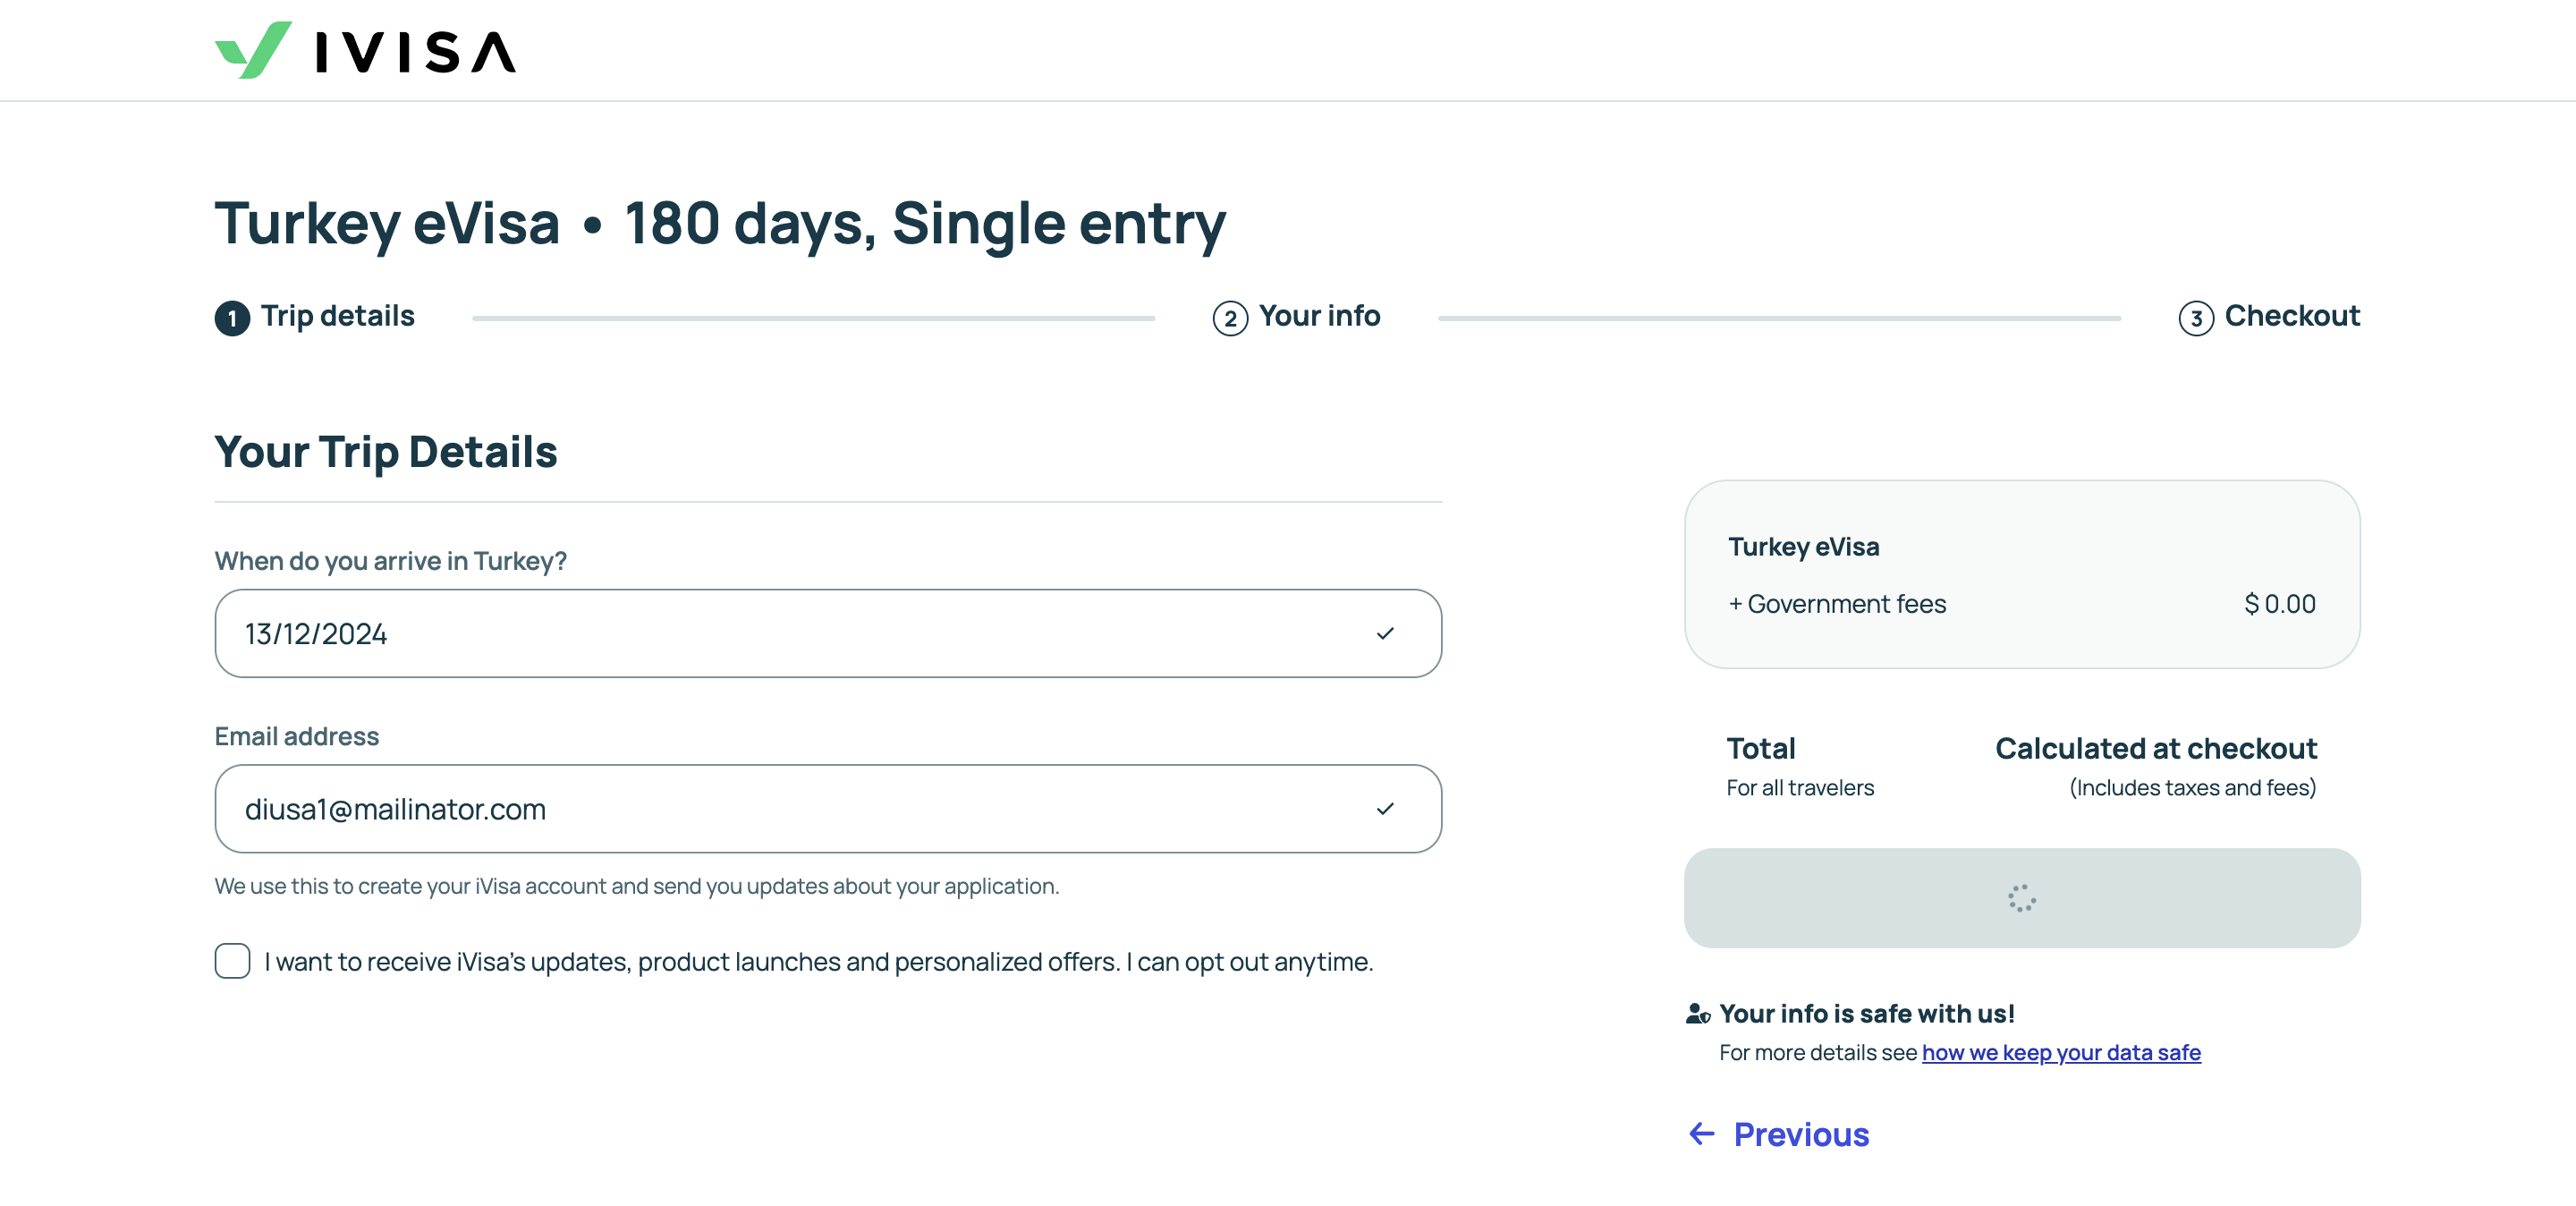 IVISA
Turkey eVisa • 180 days, Single entry
1 Trip details
2 Your info
3 Checkout
Your Trip Details
When do you arrive in Turkey?
13/12/2024
Email address
diusa1@mailinator.com
We use this to create your iVisa account and send you updates about your application.
I want to receive iVisa's updates, product launches and personalized offers. I can opt out anytime.
Turkey eVisa
+ Government fees $ 0.00
Total Calculated at checkout
For all travelers (Includes taxes and fees)
Your info is safe with us!
For more details see how we keep your data safe
← Previous